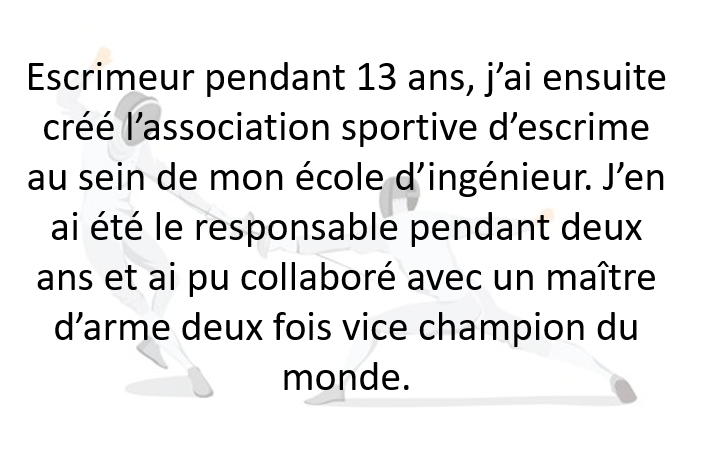 Escrimeur pendant 13 ans, j’ai ensuite
créé l’association sportive d’escrime
au sein de mon école d’ingénieur. J’en
ai été le responsable pendant deux
ans et ai pu collaboré avec un maître
d’arme deux fois vice champion du
monde.